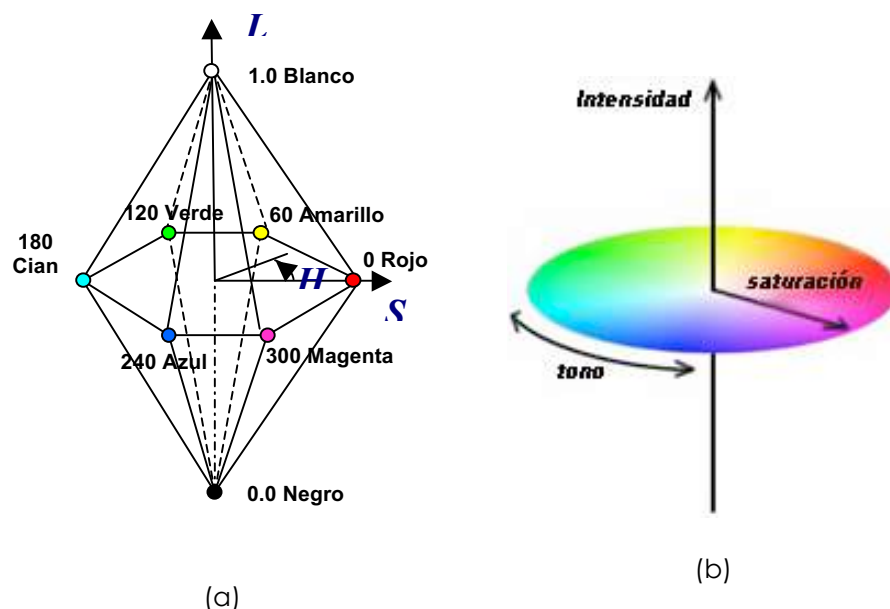 L
1.0 Blanco
120 Verde
60 Amarillo
180
Cian
0 Rojo
H
S
240 Azul
300 Magenta
0.0 Negro
(a)
Intensidad
saturación
tono
(b)